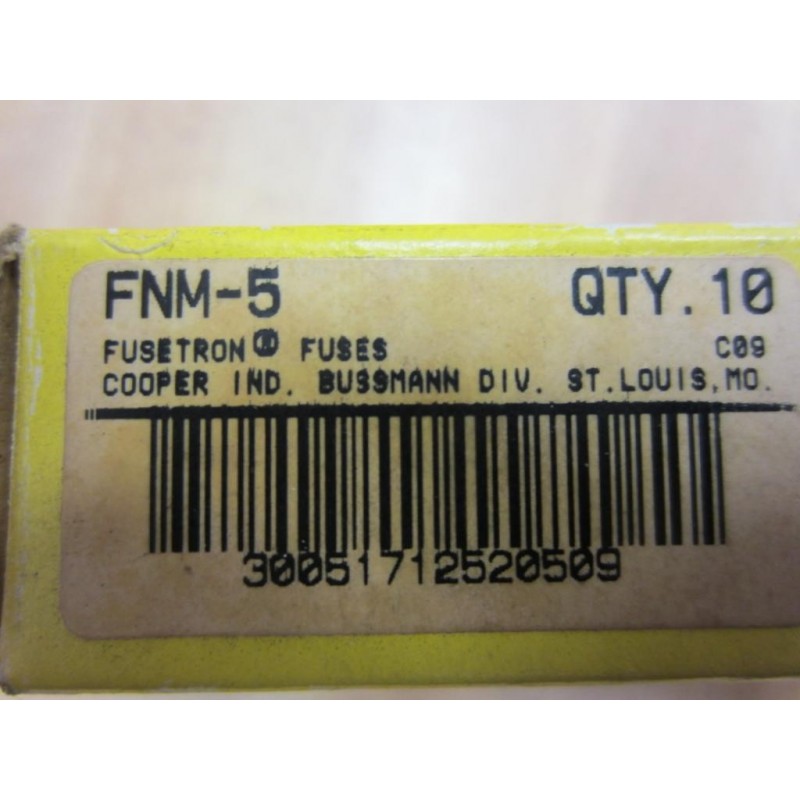 FNM-5 QTY.10
FUSETRON® FUSES C09
COOPER IND. BUSSMANN DIV. ST.LOUIS,MO.
30051712520509